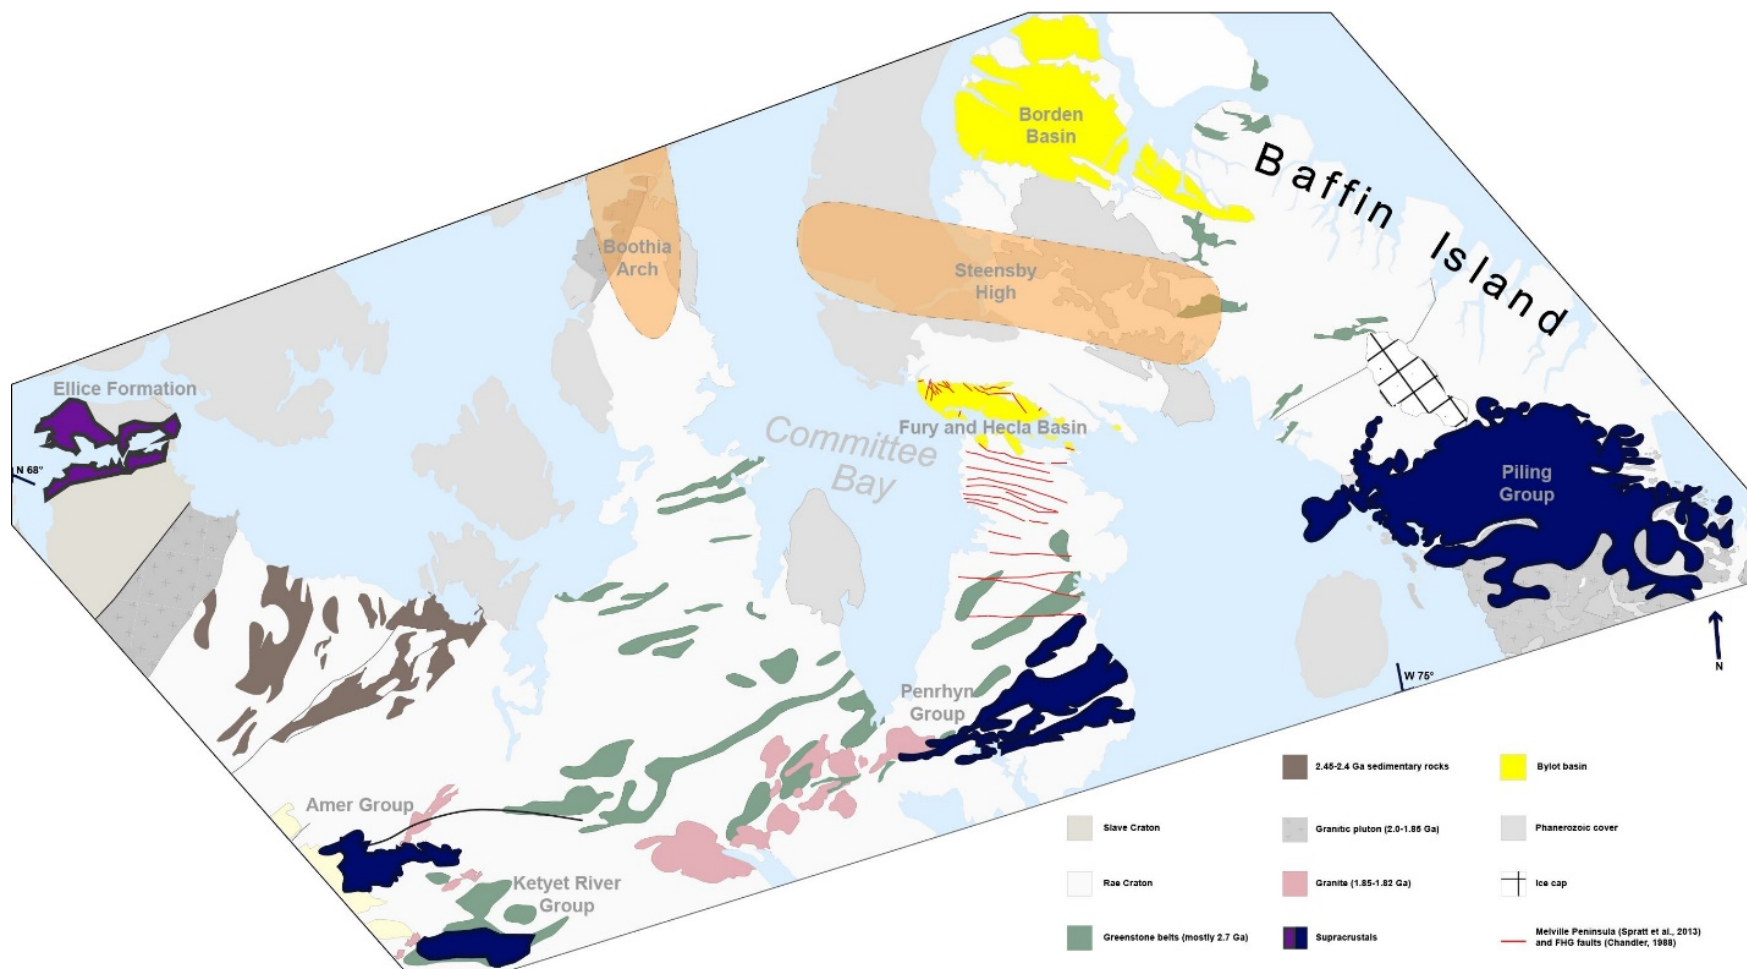 Borden
Basin
Baffin Island
Boothia
Arch
Steensby
High
Ellice Formation
Fury and Hecla Basin
Committee
Bay
N 68°
Piling
Group
Penrhyn
Group
W 75°
N
Amer Group
Ketyet River
Group
2.45-2.4 Ga sedimentary rocks
Bylot basin
Slave Craton
Granitic pluton (2.0-1.85 Ga)
Phanerozoic cover
Rae Craton
Granite (1.85-1.82 Ga)
Ice cap
Greenstone belts (mostly 2.7 Ga)
Supracrustals
Melville Peninsula (Spratt et al., 2013)
and FHG faults (Chandler, 1988)